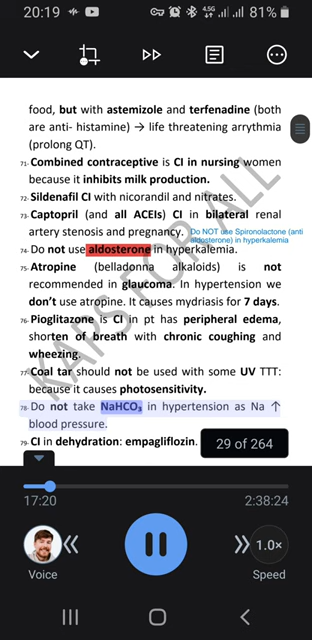 20:19
4.5G
81%
food, but with astemizole and terfenadine (both
are anti- histamine) → life threatening arrythmia
(prolong QT).
71- Combined contraceptive is CI in nursing women
because it inhibits milk production.
72- Sildenafil CI with nicorandil and nitrates.
73- Captopril (and all ACEIs) CI in bilateral renal
artery stenosis and pregnancy. Do NOT use Spironolactone (anti
aldosterone) in hyperkalemia
74- Do not use aldosterone in hyperkalemia.
75- Atropine (belladonna alkaloids) is not
recommended in glaucoma. In hypertension we
don't use atropine. It causes mydriasis for 7 days.
76- Pioglitazone is CI in pt has peripheral edema,
shorten of breath with chronic coughing and
wheezing.
77- Coal tar should not be used with some UV TTT:
because it causes photosensitivity.
78- Do not take NaHCO₃ in hypertension as Na ↑
blood pressure.
79- CI in dehydration: empagliflozin.
29 of 264
KAPS FOR ALL
17:20
2:38:24
1.0×
Voice
Speed